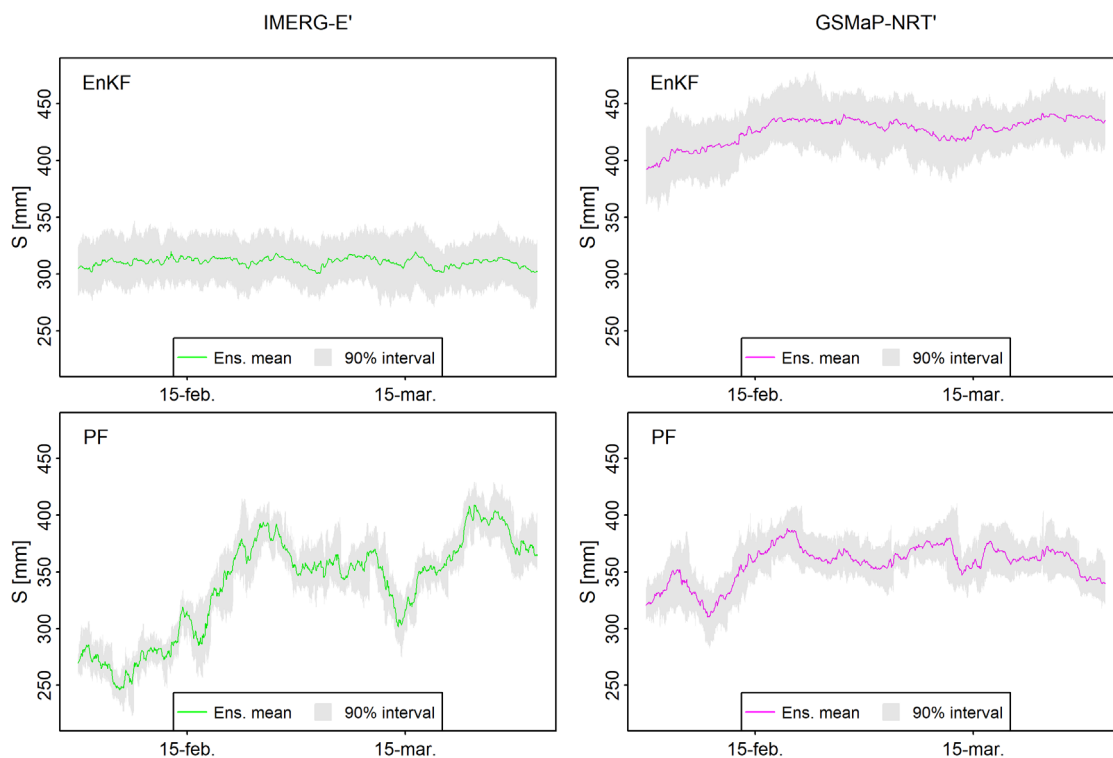 IMERG-E' GSMaP-NRT'
EnKF
S [mm]
450
400
350
300
250
Ens. mean 90% interval
15-feb. 15-mar.
EnKF
S [mm]
450
400
350
300
250
Ens. mean 90% interval
15-feb. 15-mar.
PF
S [mm]
450
400
350
300
250
Ens. mean 90% interval
15-feb. 15-mar.
PF
S [mm]
450
400
350
300
250
Ens. mean 90% interval
15-feb. 15-mar.